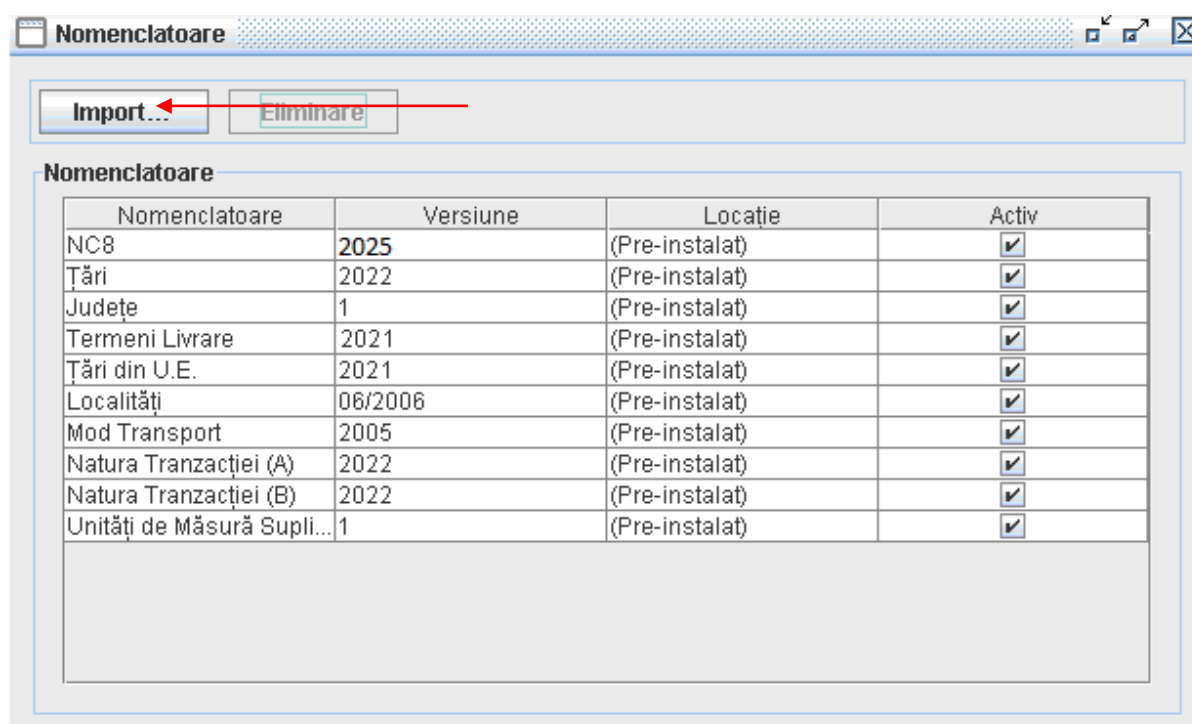 Nomenclatoare
Import... Eliminare
Nomenclatoare
Nomenclatoare Versiune Locație Activ
NC8 2025 (Pre-instalat)
Țări 2022 (Pre-instalat)
Județe 1 (Pre-instalat)
Termeni Livrare 2021 (Pre-instalat)
Țări din U.E. 2021 (Pre-instalat)
Localități 06/2006 (Pre-instalat)
Mod Transport 2005 (Pre-instalat)
Natura Tranzacției (A) 2022 (Pre-instalat)
Natura Tranzacției (B) 2022 (Pre-instalat)
Unități de Măsură Supli... 1 (Pre-instalat)